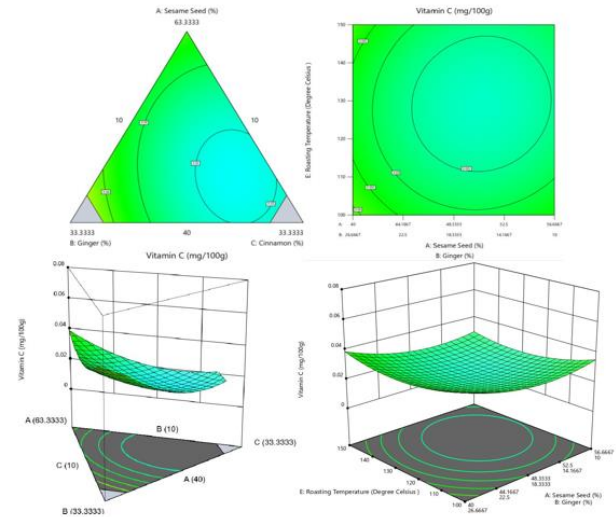 A: Sesame Seed (%)
63.3333
10
10
33.3333
40
33.3333
B: Ginger (%)
C: Cinnamon (%)
Vitamin C (mg/100g)
E: Roasting Temperature (Degree Celsius )
150
140
130
120
110
100
A: Sesame Seed (%)
B: Ginger (%)
Vitamin C (mg/100g)
Vitamin C (mg/100g)
0.08
0.06
0.04
0.02
0
A (63.3333)
B (10)
C (33.3333)
C (10)
A (40)
B (33.3333)
Vitamin C (mg/100g)
0.08
0.06
0.04
0.02
0
150
140
130
120
110
100
E: Roasting Temperature (Degree Celsius )
56.6667
10
52.5
14.1667
48.3333
18.3333
44.1667
22.5
40
26.6667
A: Sesame Seed (%)
B: Ginger (%)